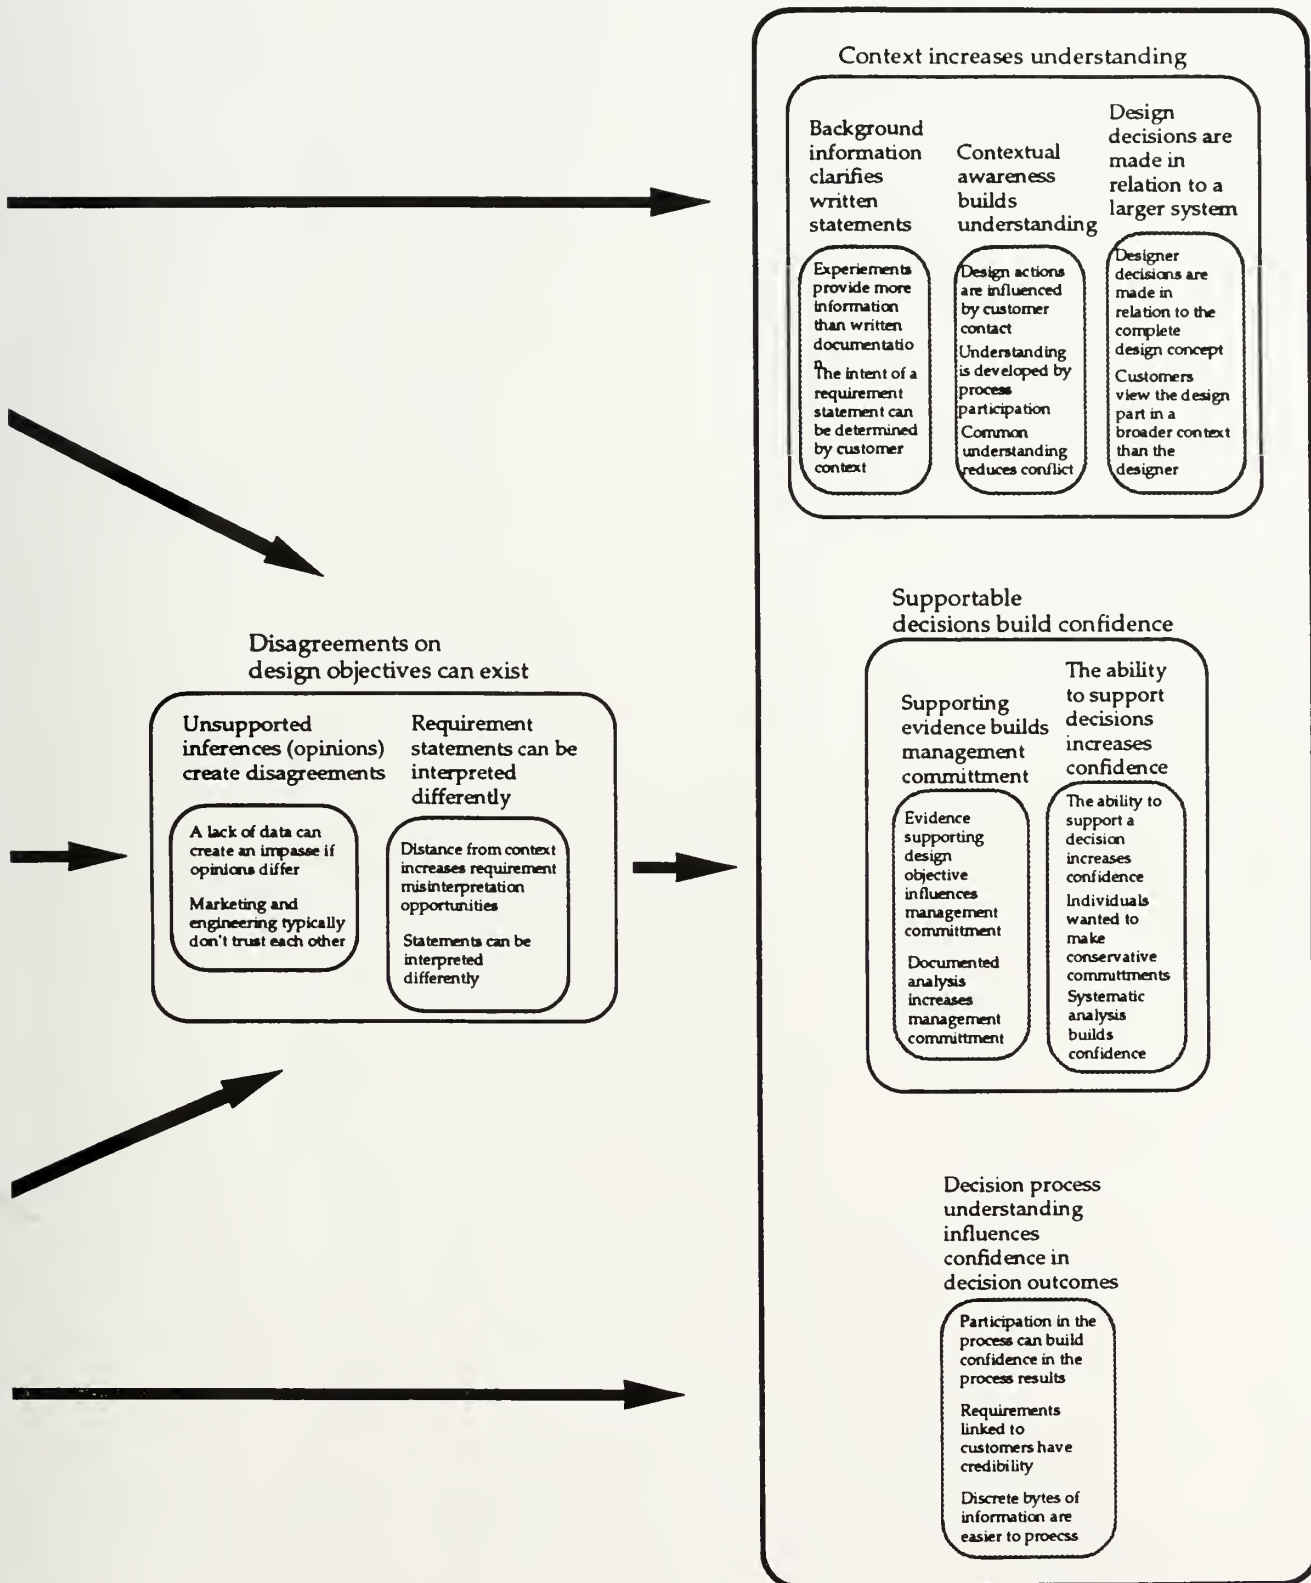 Context increases understanding
Background
information
clarifies
written
statements
Experiements
provide more
information
than written
documentatio
n
The intent of a
requirement
statement can
be determined
by customer
context
Contextual
awareness
builds
understanding
Design actions
are influenced
by customer
contact
Understanding
is developed by
process
participation
Common
understanding
reduces conflict
Design
decisions are
made in
relation to a
larger system
Designer
decisions are
made in
relation to the
complete
design concept
Customers
view the design
part in a
broader context
than the
designer
Disagreements on
design objectives can exist
Unsupported
inferences (opinions)
create disagreements
A lack of data can
create an impasse if
opinions differ
Marketing and
engineering typically
don't trust each other
Requirement
statements can be
interpreted
differently
Distance from context
increases requirement
misinterpretation
opportunities
Statements can be
interpreted
differently
Supportable
decisions build confidence
Supporting
evidence builds
management
committment
Evidence
supporting
design
objective
influences
management
committment
Documented
analysis
increases
management
committment
The ability
to support
decisions
increases
confidence
The ability to
support a
decision
increases
confidence
Individuals
wanted to
make
conservative
committments
Systematic
analysis
builds
confidence
Decision process
understanding
influences
confidence in
decision outcomes
Participation in the
process can build
confidence in the
process results
Requirements
linked to
customers have
credibility
Discrete bytes of
information are
easier to proecss